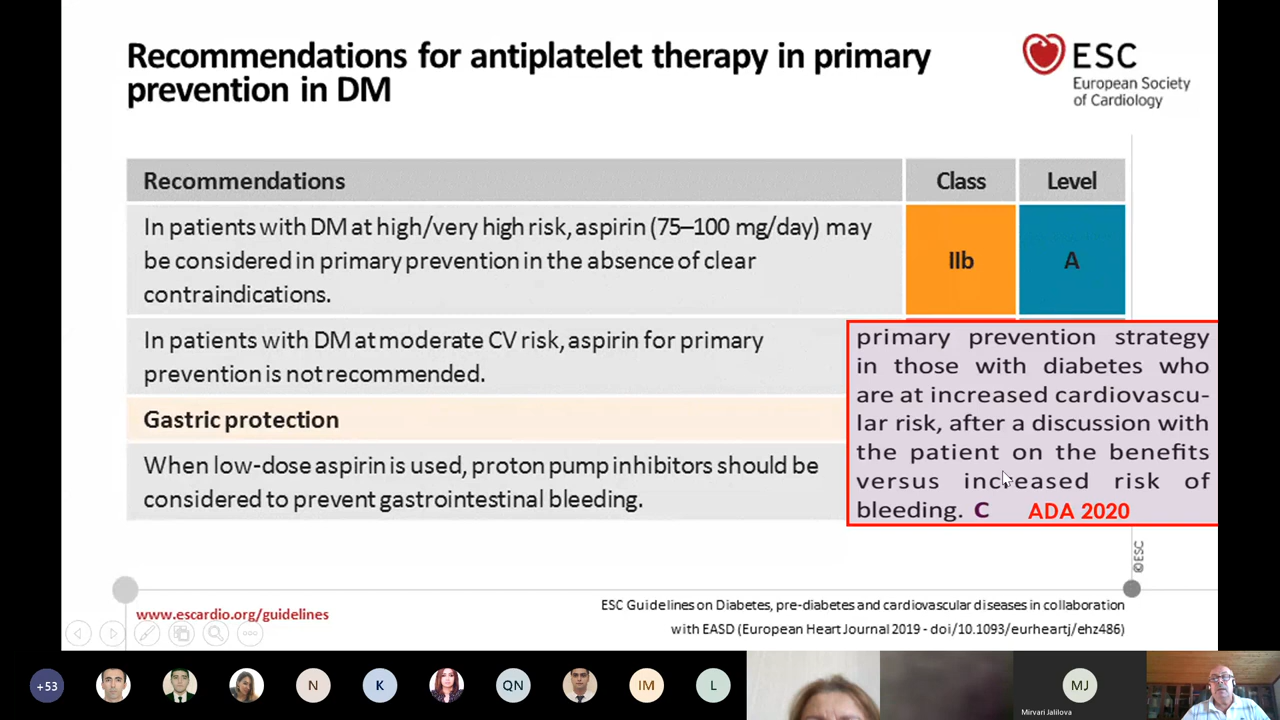 Recommendations for antiplatelet therapy in primary
prevention in DM
ESC
European Society
of Cardiology
Recommendations
Class
Level
In patients with DM at high/very high risk, aspirin (75–100 mg/day) may
be considered in primary prevention in the absence of clear
contraindications.
IIb
A
In patients with DM at moderate CV risk, aspirin for primary
prevention is not recommended.
Gastric protection
When low-dose aspirin is used, proton pump inhibitors should be
considered to prevent gastrointestinal bleeding.
primary prevention strategy
in those with diabetes who
are at increased cardiovascu-
lar risk, after a discussion with
the patient on the benefits
versus increased risk of
bleeding. C ADA 2020
©ESC
www.escardio.org/guidelines
ESC Guidelines on Diabetes, pre-diabetes and cardiovascular diseases in collaboration
with EASD (European Heart Journal 2019 - doi/10.1093/eurheartj/ehz486)
+53
N
K
QN
IM
L
MJ
Mirvari Jalilova